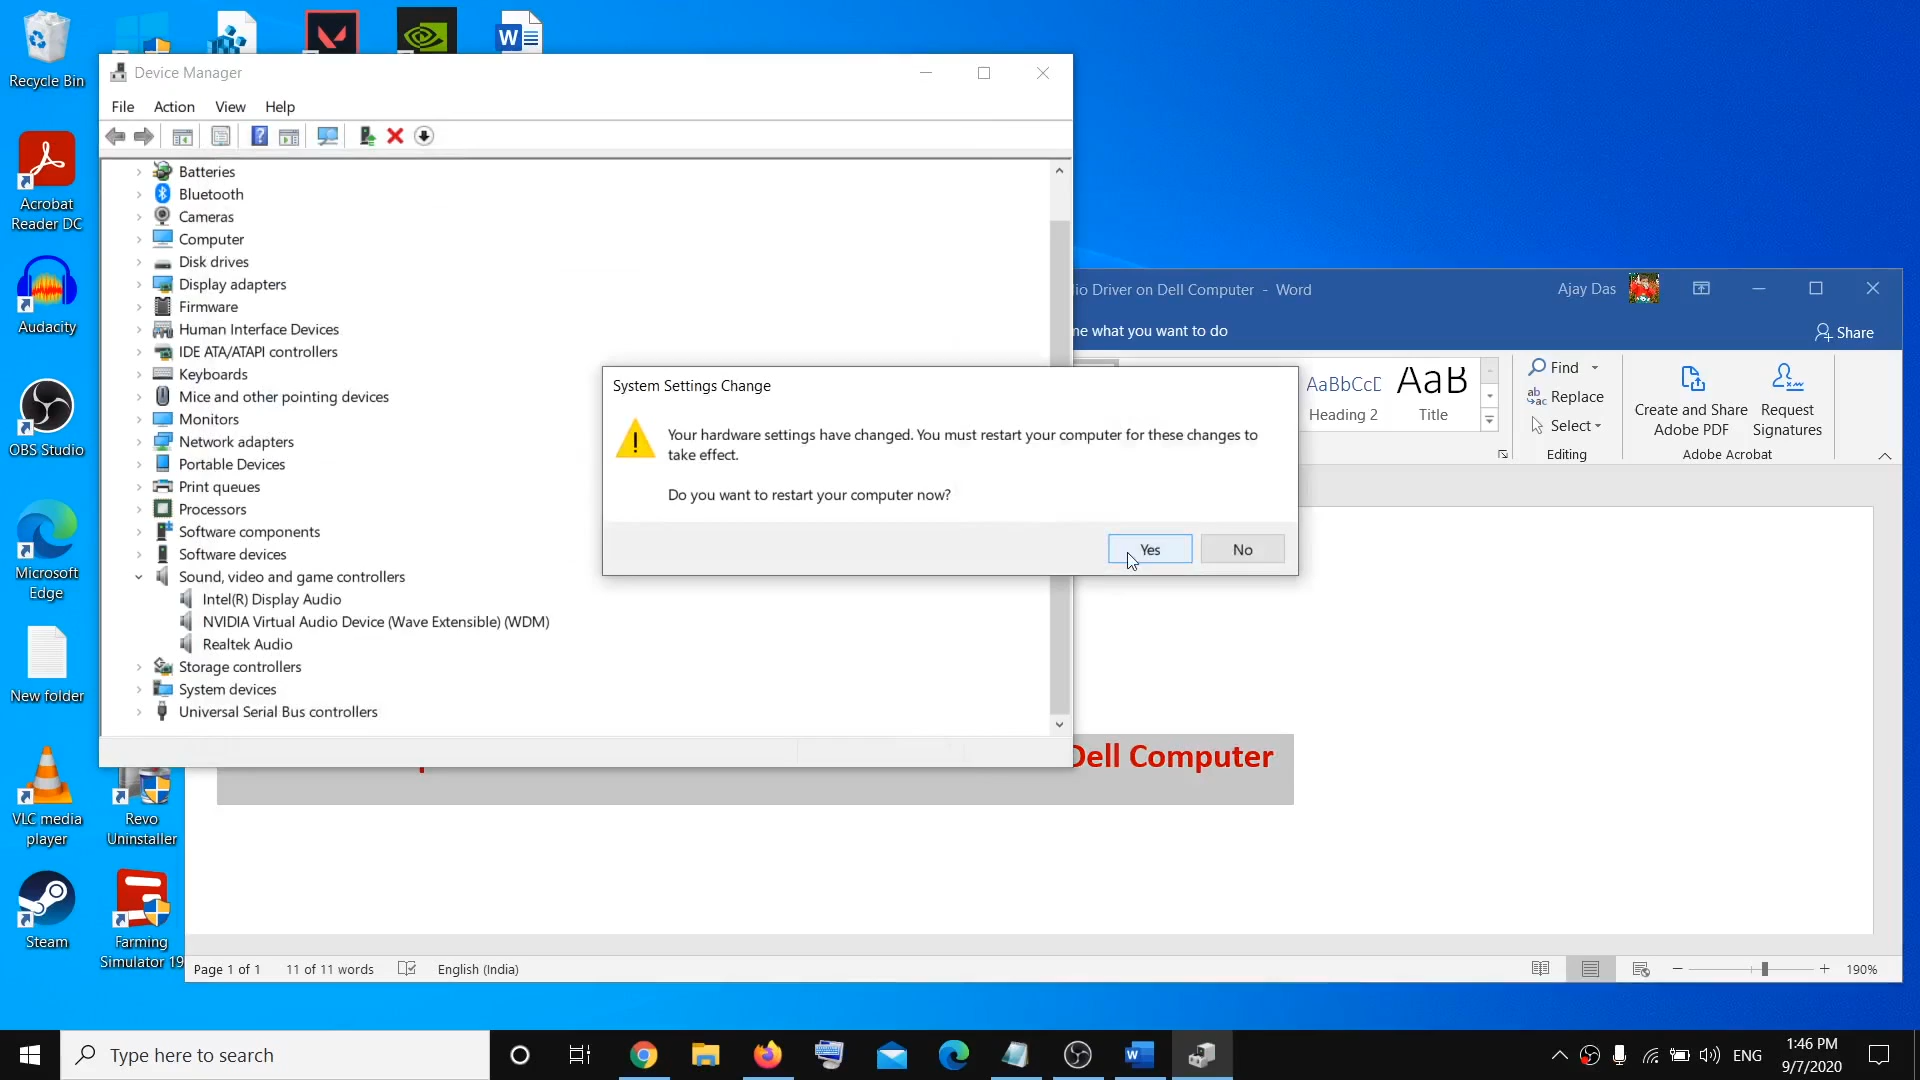 Recycle Bin
Acrobat
Reader DC
Audacity
OBS Studio
Microsoft
Edge
New folder
VLC media
player
Revo
Uninstaller
Steam
Farming
Simulator 19
Device Manager
File Action View Help
Batteries
Bluetooth
Cameras
Computer
Disk drives
Display adapters
Firmware
Human Interface Devices
IDE ATA/ATAPI controllers
Keyboards
Mice and other pointing devices
Monitors
Network adapters
Portable Devices
Print queues
Processors
Software components
Software devices
Sound, video and game controllers
Intel(R) Display Audio
NVIDIA Virtual Audio Device (Wave Extensible) (WDM)
Realtek Audio
Storage controllers
System devices
Universal Serial Bus controllers
System Settings Change
Your hardware settings have changed. You must restart your computer for these changes to
take effect.
Do you want to restart your computer now?
Yes No
io Driver on Dell Computer - Word
Ajay Das
me what you want to do
Share
AaBbCcD
Heading 2
AaB
Title
Find
Replace
Select
Editing
Create and Share
Adobe PDF
Request
Signatures
Adobe Acrobat
Dell Computer
Page 1 of 1 11 of 11 words English (India)
190%
Type here to search
ENG
1:46 PM
9/7/2020